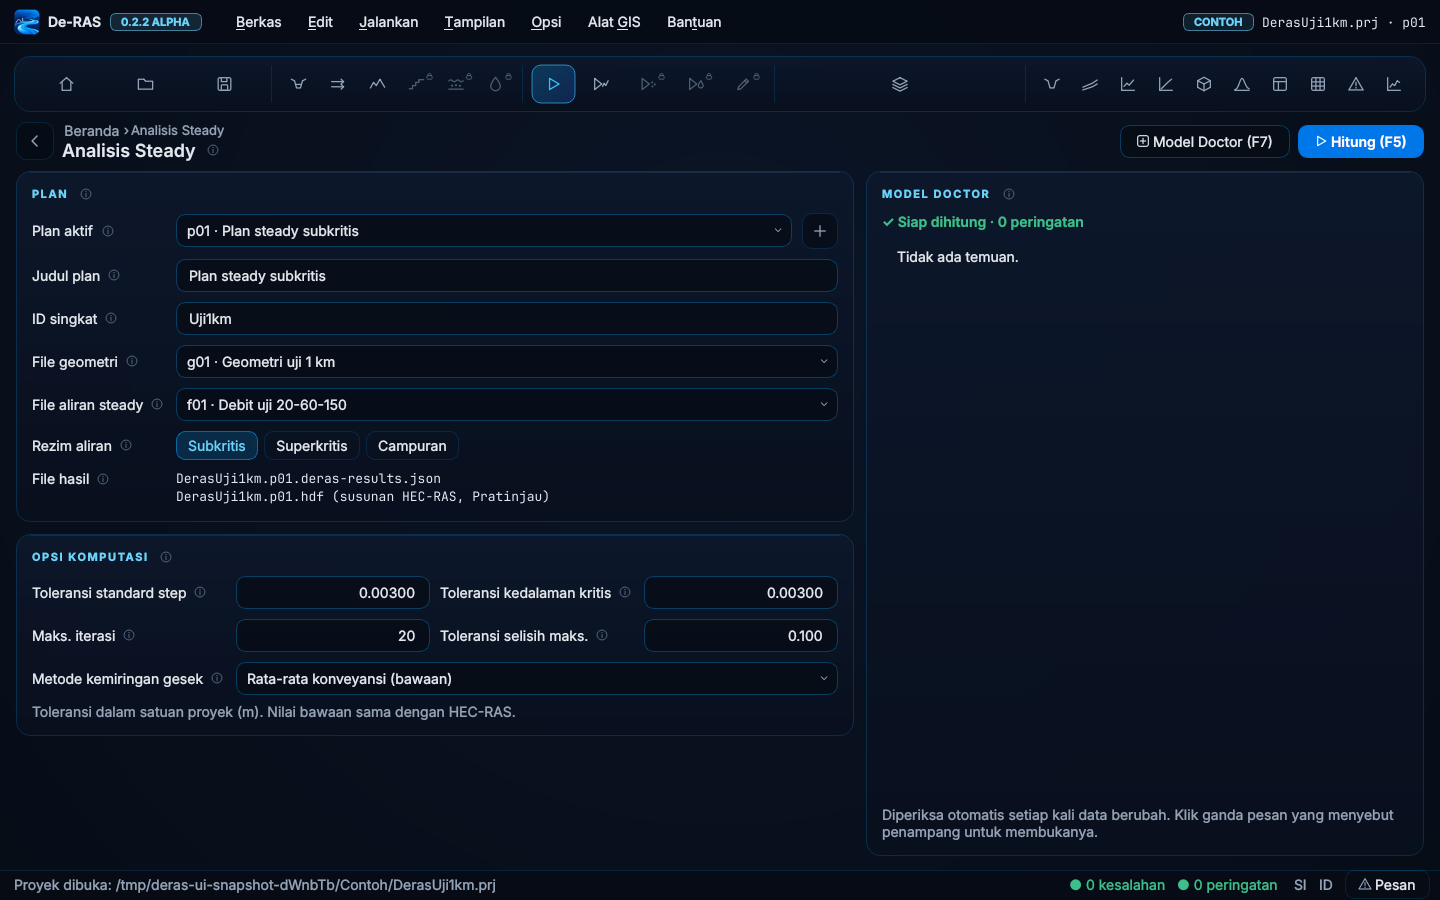 De-RAS 0.2.2 ALPHA Berkas Edit Jalankan Tampilan Opsi Alat GIS Bantuan CONTOH DerasUji1km.prj · p01
Beranda › Analisis Steady
Analisis Steady
Model Doctor (F7) Hitung (F5)
PLAN
Plan aktif p01 · Plan steady subkritis
Judul plan Plan steady subkritis
ID singkat Uji1km
File geometri g01 · Geometri uji 1 km
File aliran steady f01 · Debit uji 20-60-150
Rezim aliran Subkritis Superkritis Campuran
File hasil DerasUji1km.p01.deras-results.json
DerasUji1km.p01.hdf (susunan HEC-RAS, Pratinjau)
OPSI KOMPUTASI
Toleransi standard step 0.00300 Toleransi kedalaman kritis 0.00300
Maks. iterasi 20 Toleransi selisih maks. 0.100
Metode kemiringan gesek Rata-rata konveyansi (bawaan)
Toleransi dalam satuan proyek (m). Nilai bawaan sama dengan HEC-RAS.
MODEL DOCTOR
✓ Siap dihitung · 0 peringatan
Tidak ada temuan.
Diperiksa otomatis setiap kali data berubah. Klik ganda pesan yang menyebut
penampang untuk membukanya.
Proyek dibuka: /tmp/deras-ui-snapshot-dWnbTb/Contoh/DerasUji1km.prj 0 kesalahan 0 peringatan SI ID Pesan